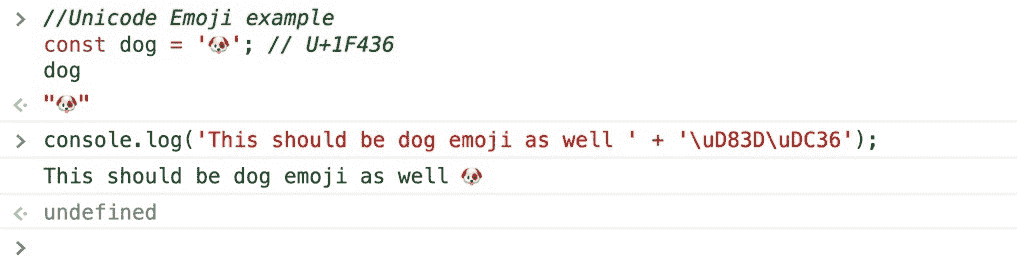 > //Unicode Emoji example
const dog = '🐶'; // U+1F436
dog
<· "🐶"
> console.log('This should be dog emoji as well ' + '\uD83D\uDC36');
This should be dog emoji as well 🐶
<· undefined
>